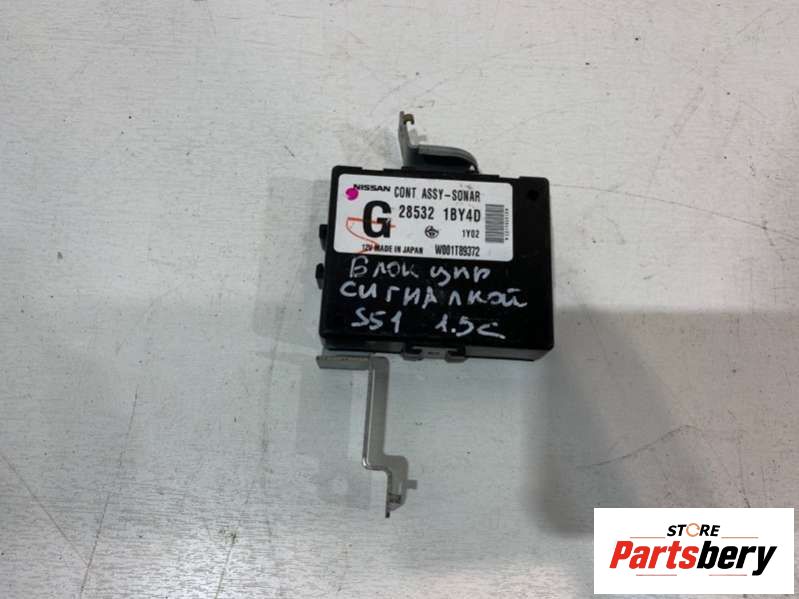 NISSAN CONT ASSY-SONAR
G 28532 1BY4D
1Y02
12V MADE IN JAPAN W001T89372
Блок упр
сигналкой
S51 1.5с
STORE
Partsbery